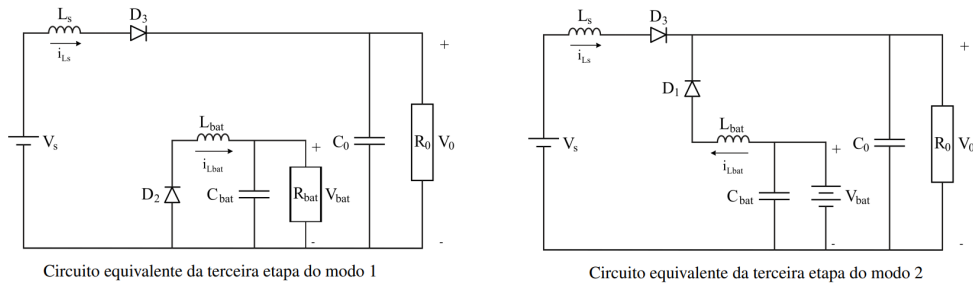 Ls
D3
iLs
+
Vs
Lbat
iLbat
+
D2
Cbat
Rbat
Vbat
-
C0
R0
V0
-
Circuito equivalente da terceira etapa do modo 1
Ls
D3
iLs
+
D1
Vs
Lbat
iLbat
+
Cbat
Vbat
-
C0
R0
V0
-
Circuito equivalente da terceira etapa do modo 2